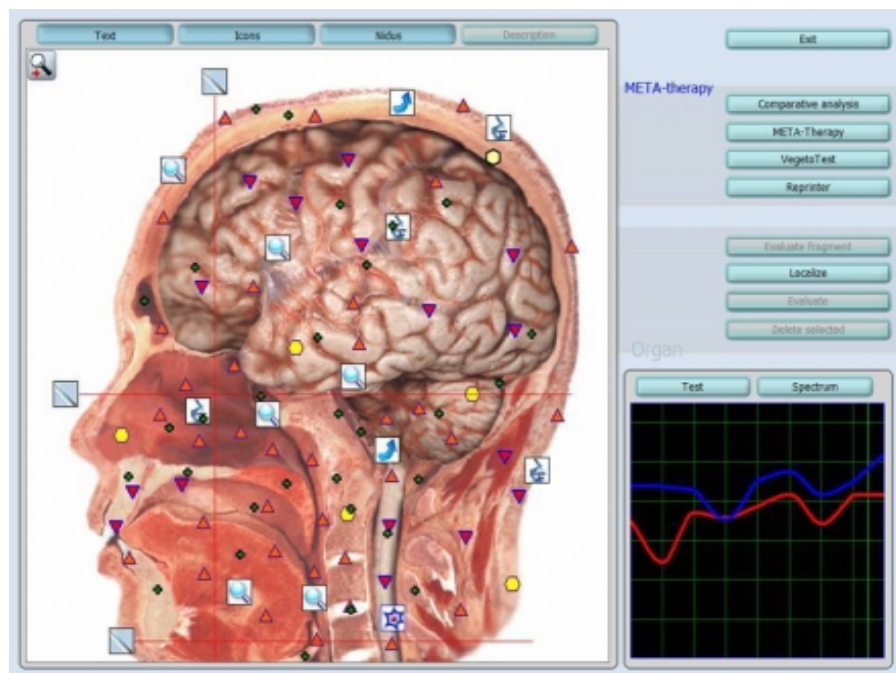 Text
Icons
Nidus
Description
Exit
META-therapy
Comparative analysis
META-Therapy
VegetoTest
Reprinter
Evaluate fragment
Localize
Evaluate
Delete selected
Organ
Test
Spectrum